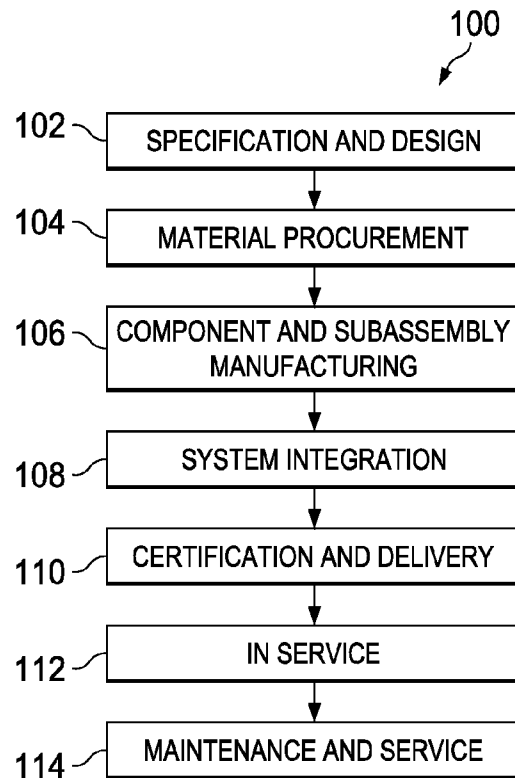 100
102
SPECIFICATION AND DESIGN
104
MATERIAL PROCUREMENT
106
COMPONENT AND SUBASSEMBLY
MANUFACTURING
108
SYSTEM INTEGRATION
110
CERTIFICATION AND DELIVERY
112
IN SERVICE
114
MAINTENANCE AND SERVICE